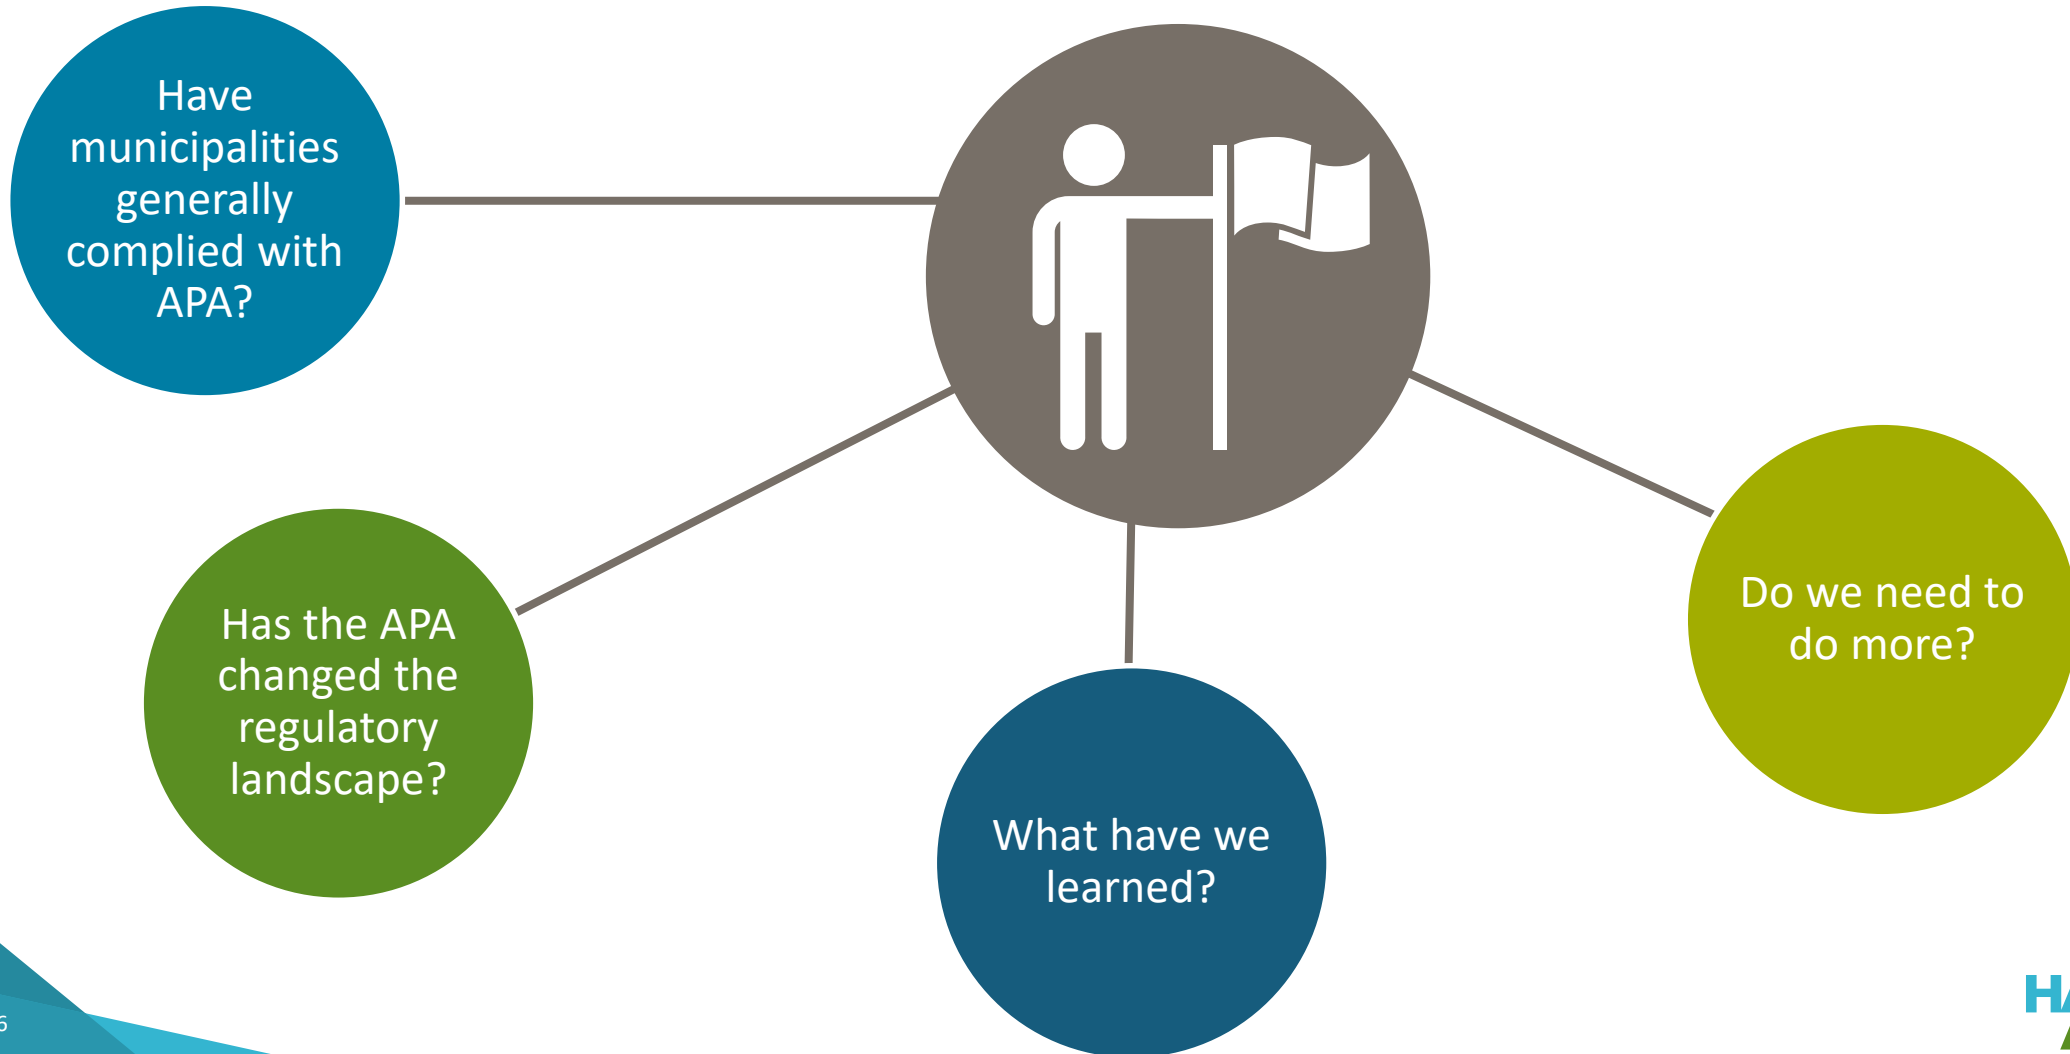 Have
municipalities
generally
complied with
APA?
Has the APA
changed the
regulatory
landscape?
What have we
learned?
Do we need to
do more?
6